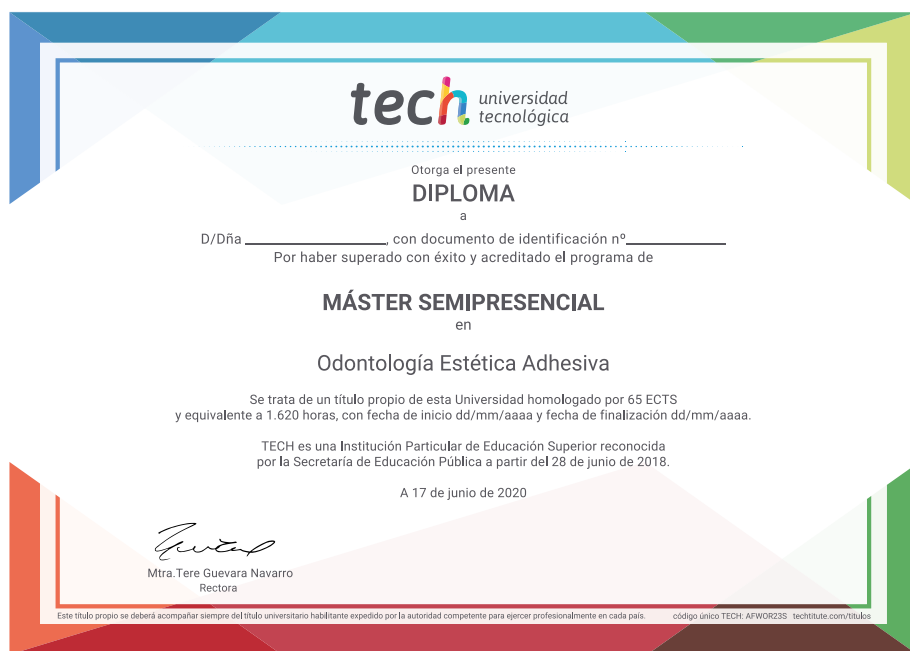 tech universidad
tecnológica
Otorga el presente
DIPLOMA
a
D/Dña ________________, con documento de identificación nº____________
Por haber superado con éxito y acreditado el programa de
MÁSTER SEMIPRESENCIAL
en
Odontología Estética Adhesiva
Se trata de un título propio de esta Universidad homologado por 65 ECTS
y equivalente a 1.620 horas, con fecha de inicio dd/mm/aaaa y fecha de finalización dd/mm/aaaa.
TECH es una Institución Particular de Educación Superior reconocida
por la Secretaría de Educación Pública a partir del 28 de junio de 2018.
A 17 de junio de 2020
Mtra.Tere Guevara Navarro
Rectora
Este título propio se deberá acompañar siempre del título universitario habilitante expedido por la autoridad competente para ejercer profesionalmente en cada país. código único TECH: AFWOR23S techtitute.com/titulos